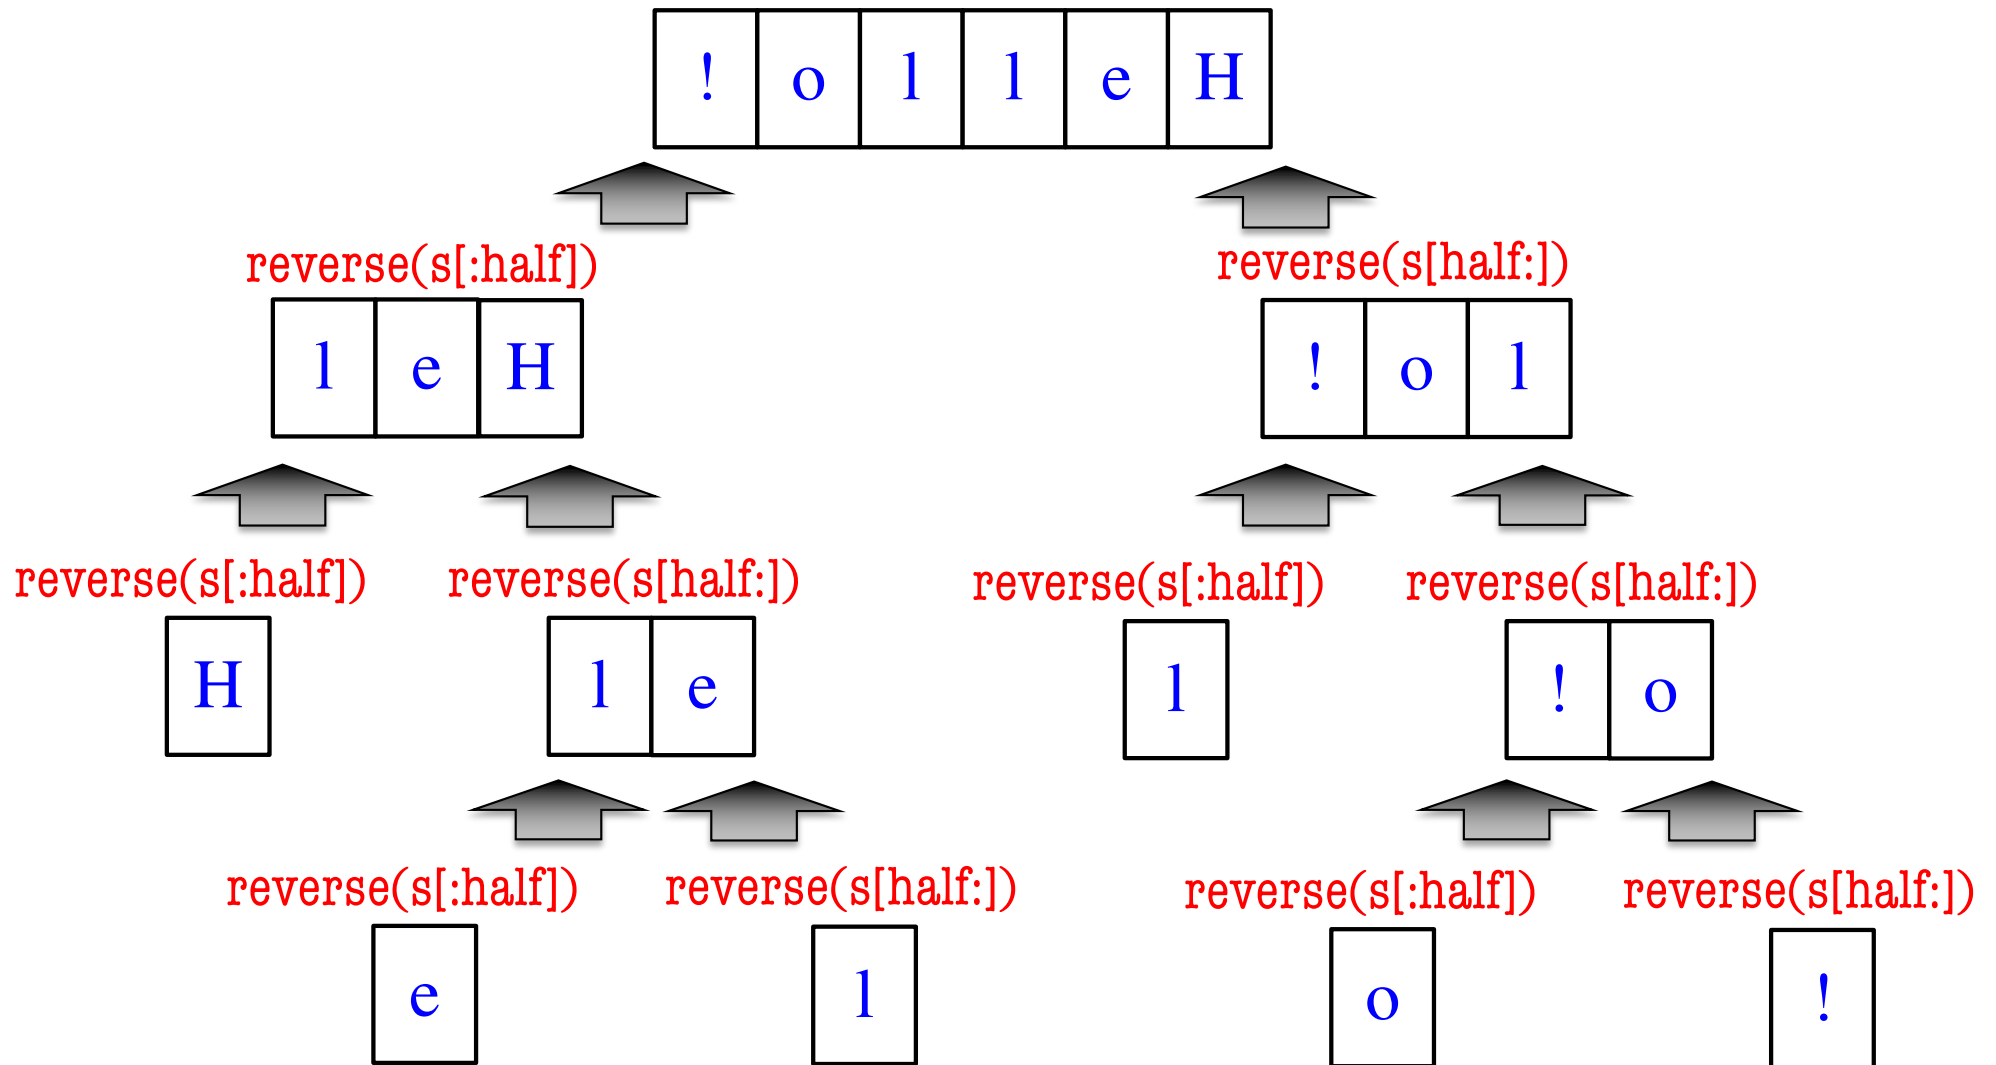 ! o l l e H
reverse(s[:half]) reverse(s[half:])
l e H ! o l
reverse(s[:half]) reverse(s[half:]) reverse(s[:half]) reverse(s[half:])
H l e l ! o
reverse(s[:half]) reverse(s[half:]) reverse(s[:half]) reverse(s[half:])
e l o !